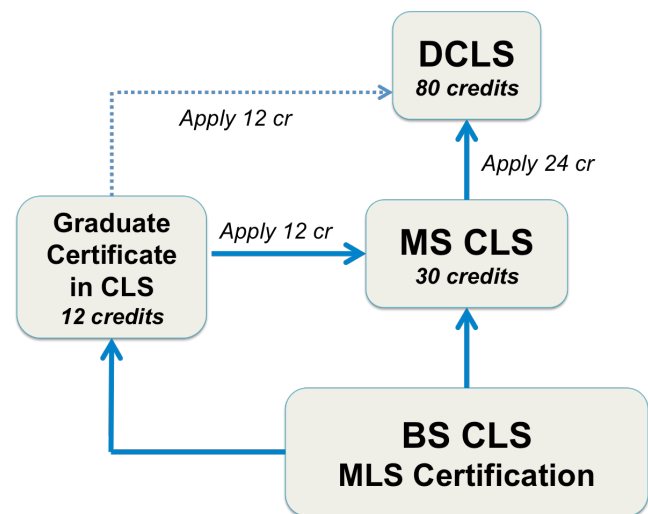 DCLS
80 credits
Apply 12 cr
Apply 24 cr
Graduate
Certificate
in CLS
12 credits
Apply 12 cr
MS CLS
30 credits
BS CLS
MLS Certification